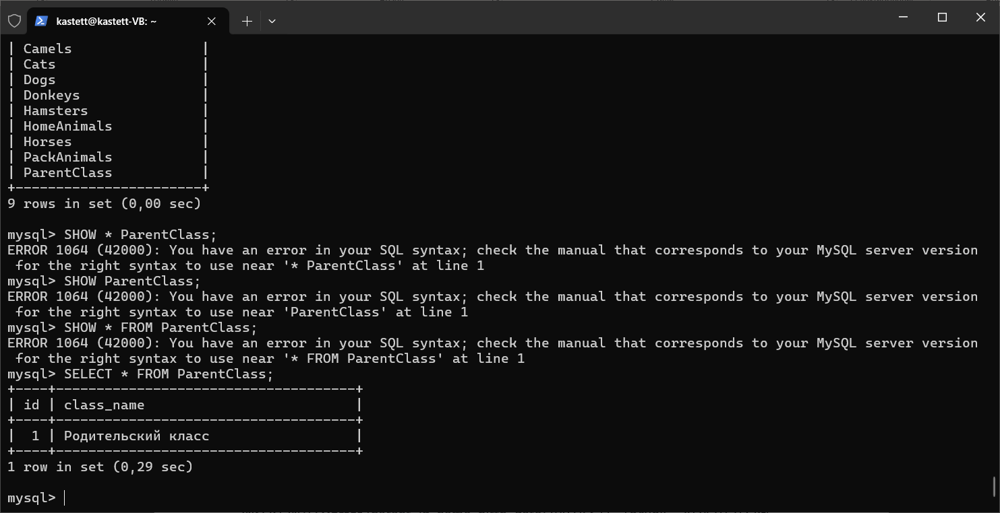 kastett@kastett-VB: ~
| Camels                |
| Cats                  |
| Dogs                  |
| Donkeys               |
| Hamsters              |
| HomeAnimals           |
| Horses                |
| PackAnimals           |
| ParentClass           |
+-----------------------+
9 rows in set (0,00 sec)
mysql> SHOW * ParentClass;
ERROR 1064 (42000): You have an error in your SQL syntax; check the manual that corresponds to your MySQL server version
 for the right syntax to use near '* ParentClass' at line 1
mysql> SHOW ParentClass;
ERROR 1064 (42000): You have an error in your SQL syntax; check the manual that corresponds to your MySQL server version
 for the right syntax to use near 'ParentClass' at line 1
mysql> SHOW * FROM ParentClass;
ERROR 1064 (42000): You have an error in your SQL syntax; check the manual that corresponds to your MySQL server version
 for the right syntax to use near '* FROM ParentClass' at line 1
mysql> SELECT * FROM ParentClass;
+----+-------------------------------------+
| id | class_name                          |
+----+-------------------------------------+
|  1 | Родительский класс                  |
+----+-------------------------------------+
1 row in set (0,29 sec)
mysql>